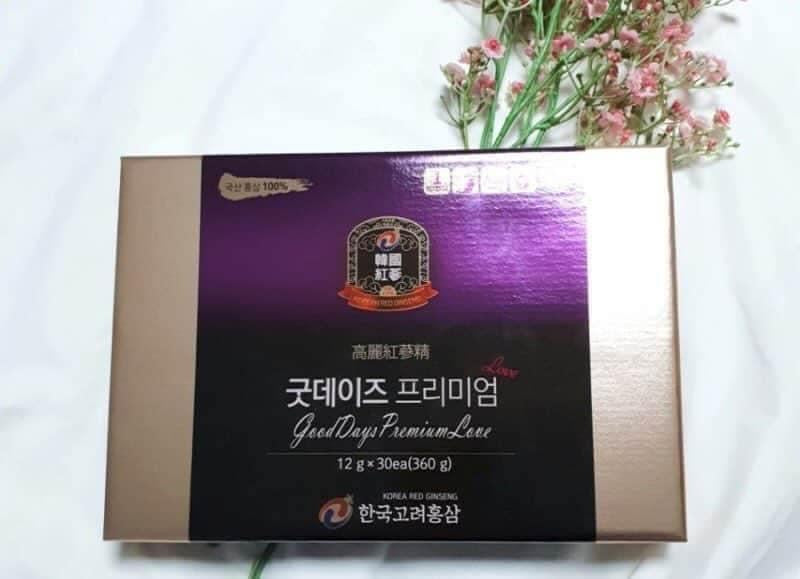 국산 홍삼 100%
韓國
紅蔘
KOREAN RED GINSENG
高麗紅蔘精
Love
굿데이즈 프리미엄
GoodDays Premium Love
12 g × 30ea(360 g)
KOREA RED GINSENG
한국고려홍삼